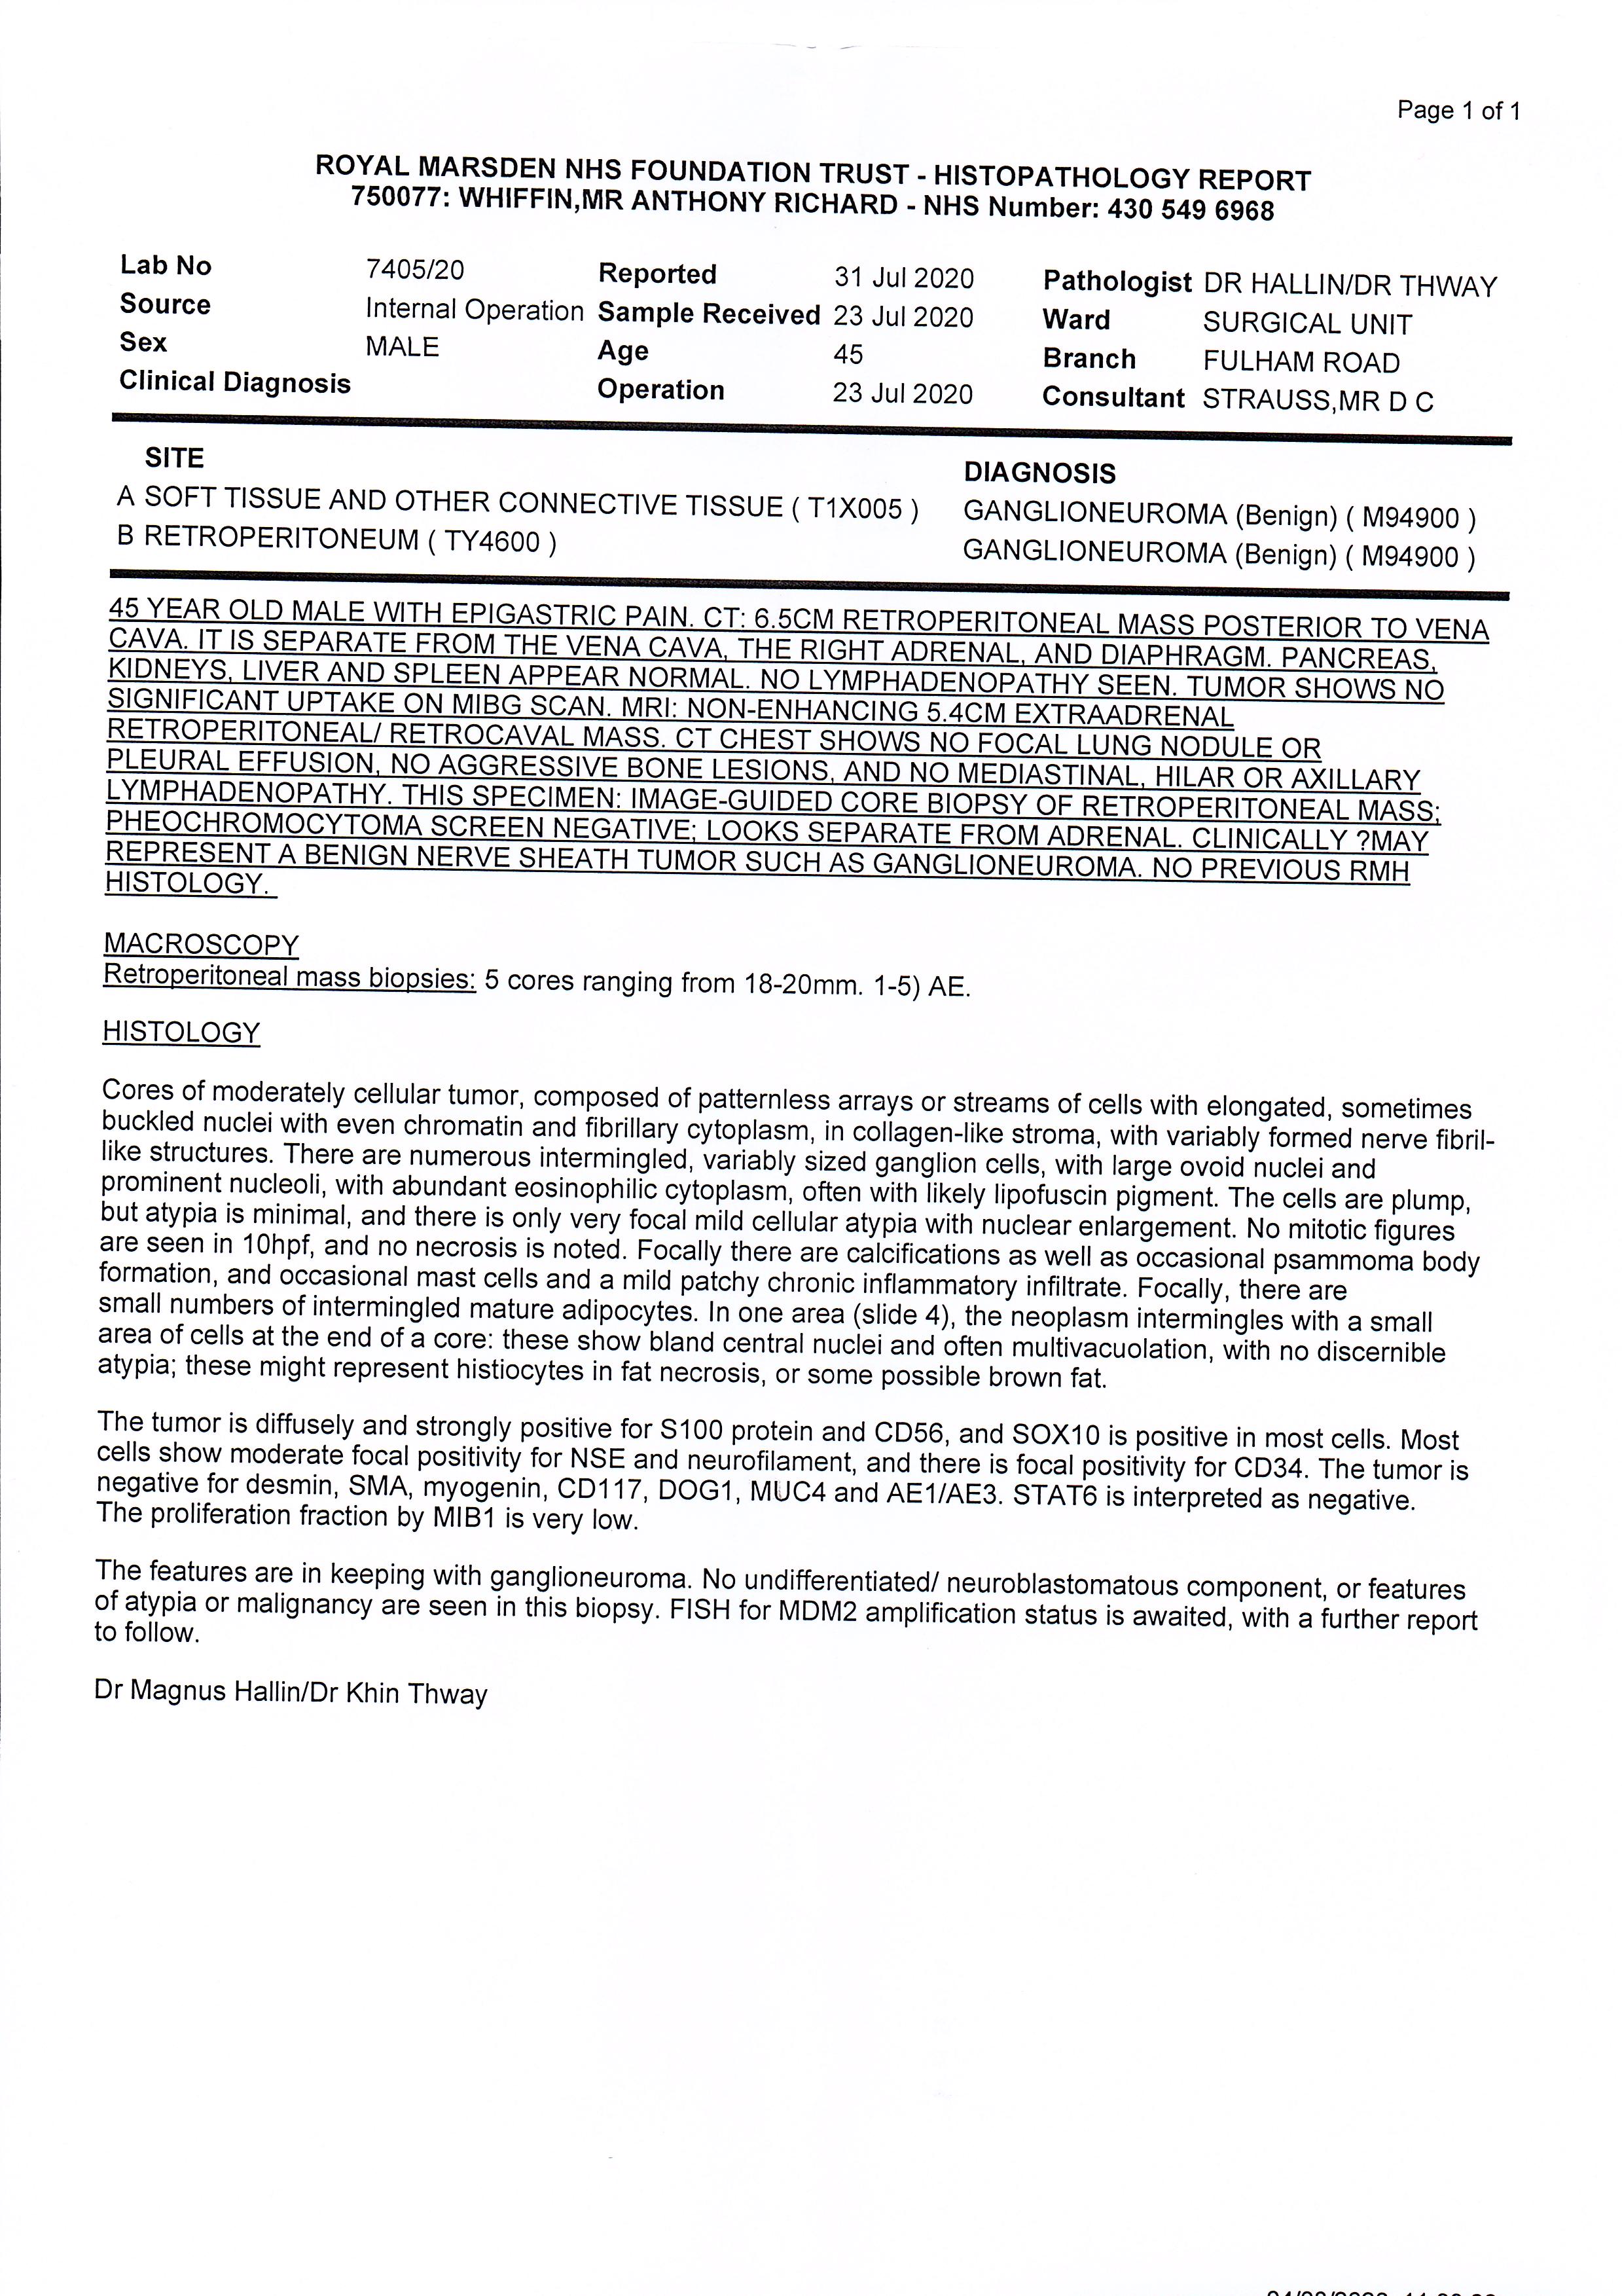 Page 1 of 1
ROYAL MARSDEN NHS FOUNDATION TRUST - HISTOPATHOLOGY REPORT
750077: WHIFFIN,MR ANTHONY RICHARD - NHS Number: 430 549 6968
Lab No 7405/20 Reported 31 Jul 2020 Pathologist DR HALLIN/DR THWAY
Source Internal Operation Sample Received 23 Jul 2020 Ward SURGICAL UNIT
Sex MALE Age 45 Branch FULHAM ROAD
Clinical Diagnosis Operation 23 Jul 2020 Consultant STRAUSS,MR D C
SITE DIAGNOSIS
A SOFT TISSUE AND OTHER CONNECTIVE TISSUE ( T1X005 ) GANGLIONEUROMA (Benign) ( M94900 )
B RETROPERITONEUM ( TY4600 ) GANGLIONEUROMA (Benign) ( M94900 )
45 YEAR OLD MALE WITH EPIGASTRIC PAIN. CT: 6.5CM RETROPERITONEAL MASS POSTERIOR TO VENA
CAVA. IT IS SEPARATE FROM THE VENA CAVA, THE RIGHT ADRENAL, AND DIAPHRAGM. PANCREAS,
KIDNEYS, LIVER AND SPLEEN APPEAR NORMAL. NO LYMPHADENOPATHY SEEN. TUMOR SHOWS NO
SIGNIFICANT UPTAKE ON MIBG SCAN. MRI: NON-ENHANCING 5.4CM EXTRAADRENAL
RETROPERITONEAL/ RETROCAVAL MASS. CT CHEST SHOWS NO FOCAL LUNG NODULE OR
PLEURAL EFFUSION, NO AGGRESSIVE BONE LESIONS, AND NO MEDIASTINAL, HILAR OR AXILLARY
LYMPHADENOPATHY. THIS SPECIMEN: IMAGE-GUIDED CORE BIOPSY OF RETROPERITONEAL MASS;
PHEOCHROMOCYTOMA SCREEN NEGATIVE; LOOKS SEPARATE FROM ADRENAL. CLINICALLY ?MAY
REPRESENT A BENIGN NERVE SHEATH TUMOR SUCH AS GANGLIONEUROMA. NO PREVIOUS RMH
HISTOLOGY.
MACROSCOPY
Retroperitoneal mass biopsies: 5 cores ranging from 18-20mm. 1-5) AE.
HISTOLOGY
Cores of moderately cellular tumor, composed of patternless arrays or streams of cells with elongated, sometimes
buckled nuclei with even chromatin and fibrillary cytoplasm, in collagen-like stroma, with variably formed nerve fibril-
like structures. There are numerous intermingled, variably sized ganglion cells, with large ovoid nuclei and
prominent nucleoli, with abundant eosinophilic cytoplasm, often with likely lipofuscin pigment. The cells are plump,
but atypia is minimal, and there is only very focal mild cellular atypia with nuclear enlargement. No mitotic figures
are seen in 10hpf, and no necrosis is noted. Focally there are calcifications as well as occasional psammoma body
formation, and occasional mast cells and a mild patchy chronic inflammatory infiltrate. Focally, there are
small numbers of intermingled mature adipocytes. In one area (slide 4), the neoplasm intermingles with a small
area of cells at the end of a core: these show bland central nuclei and often multivacuolation, with no discernible
atypia; these might represent histiocytes in fat necrosis, or some possible brown fat.
The tumor is diffusely and strongly positive for S100 protein and CD56, and SOX10 is positive in most cells. Most
cells show moderate focal positivity for NSE and neurofilament, and there is focal positivity for CD34. The tumor is
negative for desmin, SMA, myogenin, CD117, DOG1, MUC4 and AE1/AE3. STAT6 is interpreted as negative.
The proliferation fraction by MIB1 is very low.
The features are in keeping with ganglioneuroma. No undifferentiated/ neuroblastomatous component, or features
of atypia or malignancy are seen in this biopsy. FISH for MDM2 amplification status is awaited, with a further report
to follow.
Dr Magnus Hallin/Dr Khin Thway